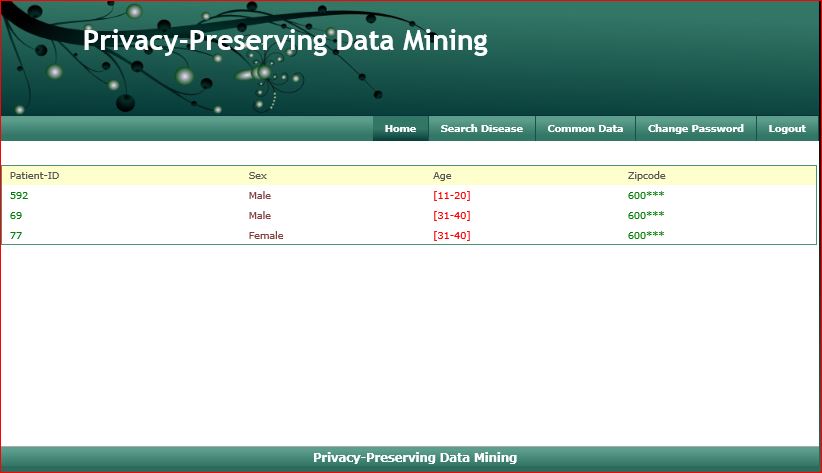 Privacy-Preserving Data Mining
Home Search Disease Common Data Change Password Logout
Patient-ID Sex Age Zipcode
592 Male [11-20] 600***
69 Male [31-40] 600***
77 Female [31-40] 600***
Privacy-Preserving Data Mining